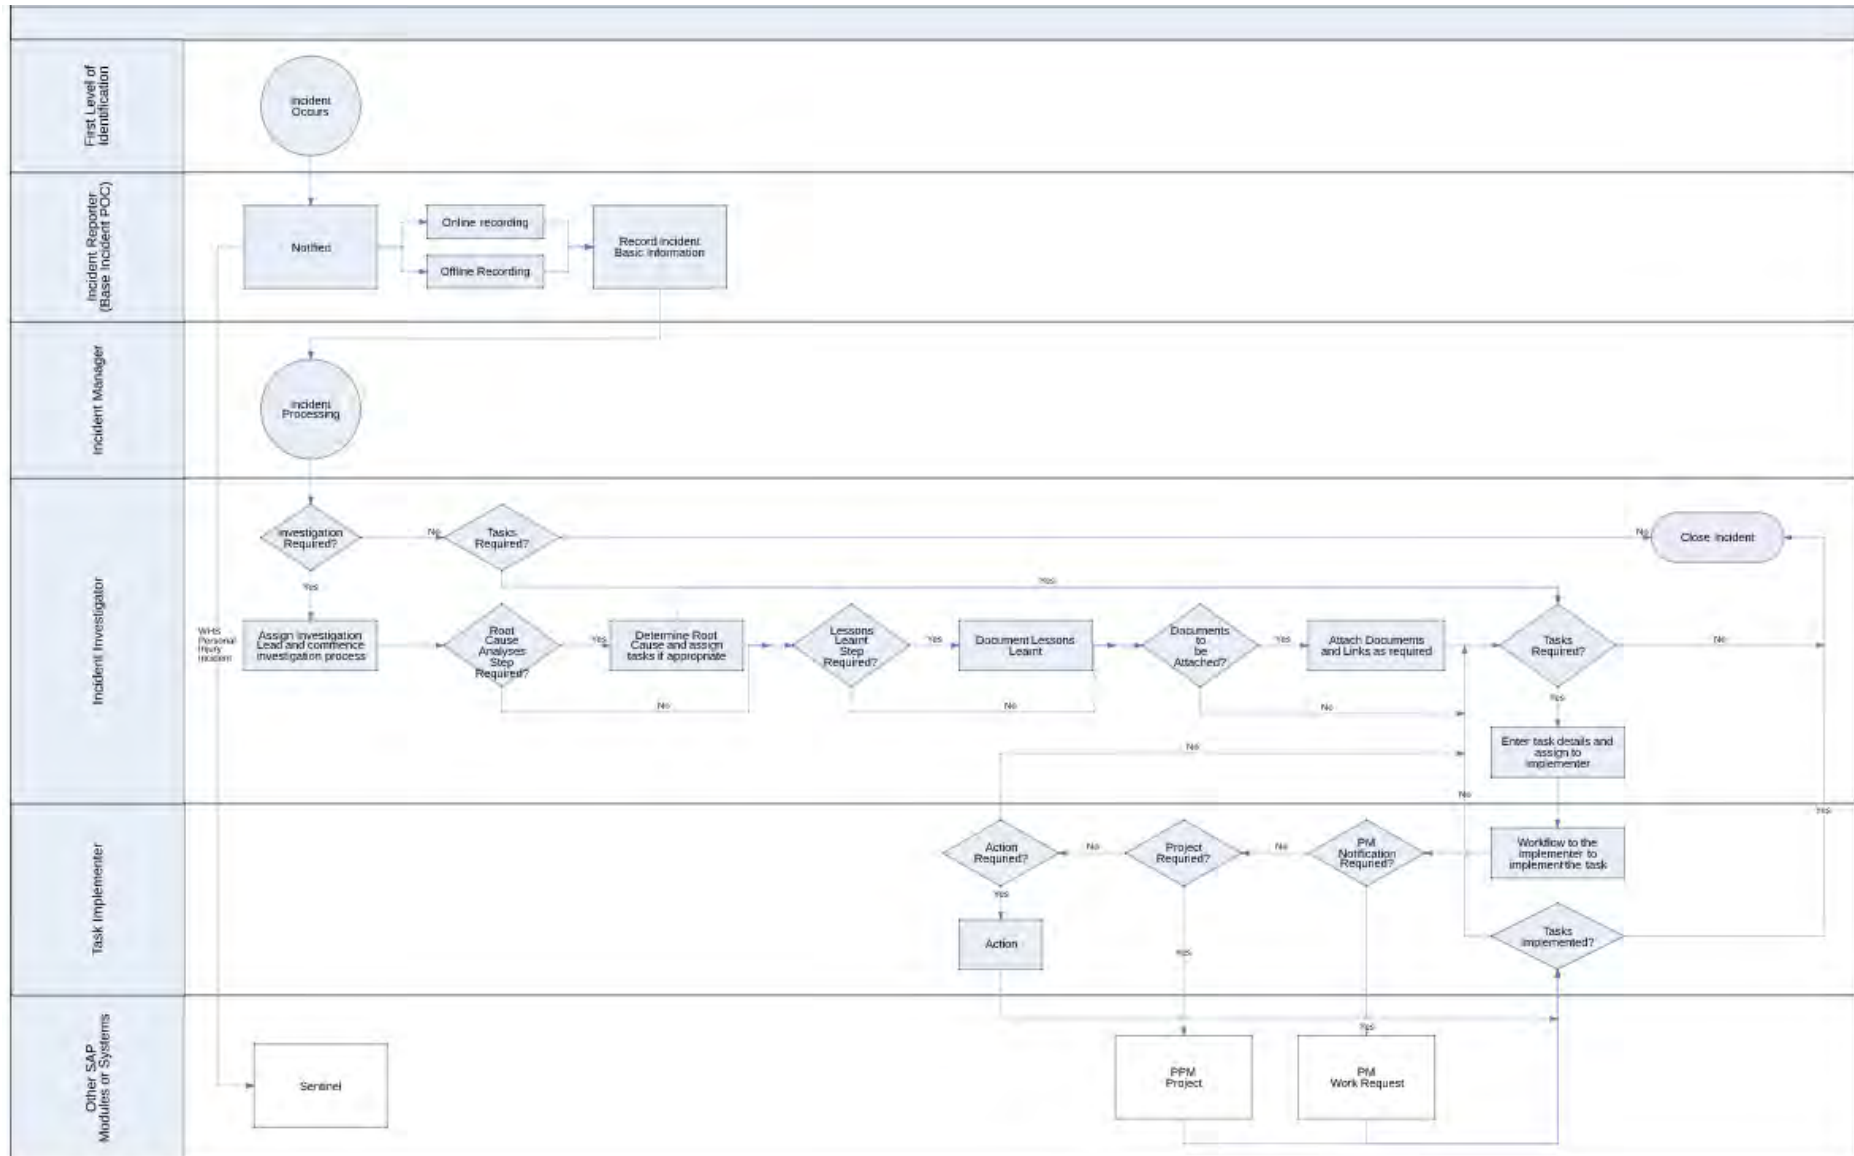 First Level of
Identification
Incident
Occurs
Incident Reporter
(Base Incident POC)
Notified
Online recording
Offline Recording
Record Incident
Basic Information
Incident Manager
Incident
Processing
Incident Investigator
Investigation
Required?
No
Tasks
Required?
No
Close Incident
Yes
Yes
WHS
Personal
Injury
Incident
Assign Investigation
Lead and commence
investigation process
Root
Cause
Analyses
Step
Required?
Yes
Determine Root
Cause and assign
tasks if appropriate
Lessons
Learnt
Step
Required?
Yes
Document Lessons
Learnt
Documents
to
be
Attached?
Yes
Attach Documents
and Links as required
Tasks
Required?
No
No
No
No
Yes
Enter task details and
assign to
Implementer
No
No
Yes
Task Implementer
Action
Requried?
No
Project
Requried?
No
PM
Notification
Requried?
Workflow to the
implementer to
implement the task
Yes
Action
Yes
Tasks
Implemented?
Other SAP
Modules or Systems
Yes
Sentinel
PPM
Project
PM
Work Request